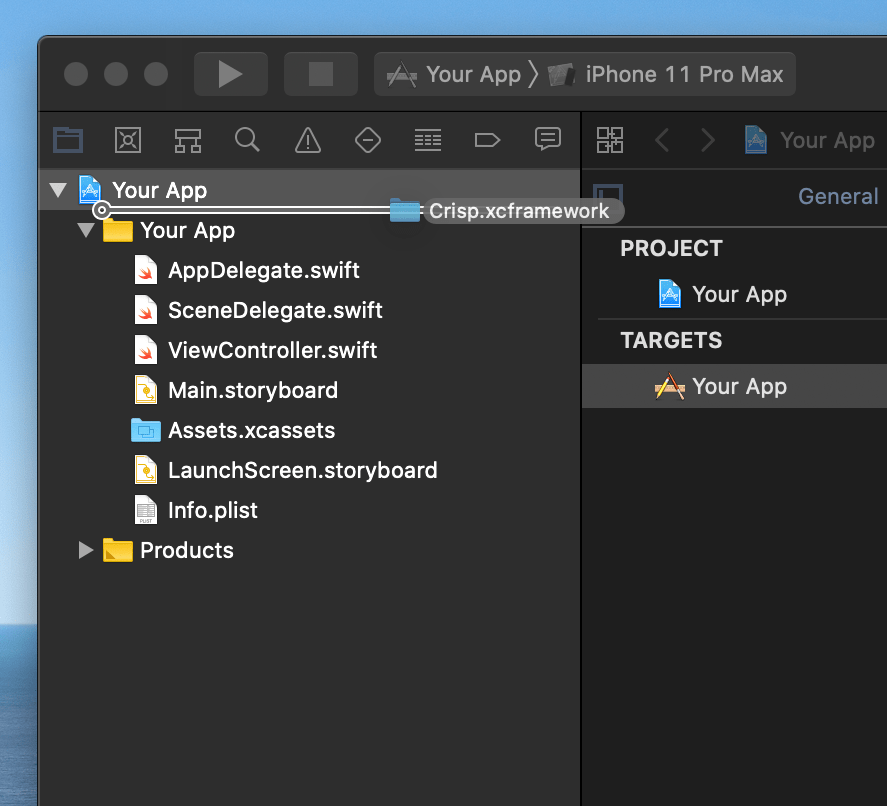 Your App
iPhone 11 Pro Max
Your App
Your App
Crisp.xcframework
General
Your App
AppDelegate.swift
SceneDelegate.swift
ViewController.swift
Main.storyboard
Assets.xcassets
LaunchScreen.storyboard
Info.plist
Products
PROJECT
Your App
TARGETS
Your App